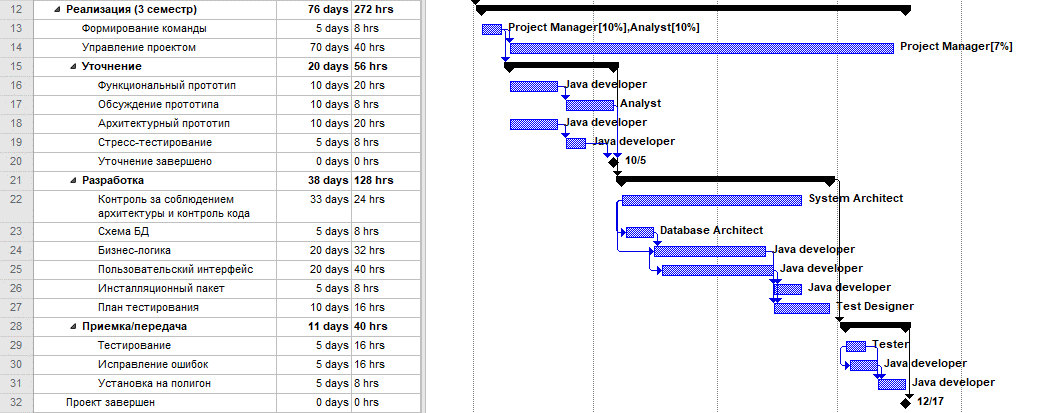 12 Реализация (3 семестр) 76 days 272 hrs
13 Формирование команды 5 days 8 hrs Project Manager[10%],Analyst[10%]
14 Управление проектом 70 days 40 hrs Project Manager[7%]
15 Уточнение 20 days 56 hrs
16 Функциональный прототип 10 days 20 hrs Java developer
17 Обсуждение прототипа 10 days 8 hrs Analyst
18 Архитектурный прототип 10 days 20 hrs Java developer
19 Стресс-тестирование 5 days 8 hrs Java developer
20 Уточнение завершено 0 days 0 hrs 10/5
21 Разработка 38 days 128 hrs
22 Контроль за соблюдением 33 days 24 hrs System Architect
архитектуры и контроль кода
23 Схема БД 5 days 8 hrs Database Architect
24 Бизнес-логика 20 days 32 hrs Java developer
25 Пользовательский интерфейс 20 days 40 hrs Java developer
26 Инсталляционный пакет 5 days 8 hrs Java developer
27 План тестирования 10 days 16 hrs Test Designer
28 Приемка/передача 11 days 40 hrs
29 Тестирование 5 days 16 hrs Tester
30 Исправление ошибок 5 days 16 hrs Java developer
31 Установка на полигон 5 days 8 hrs Java developer
32 Проект завершен 0 days 0 hrs 12/17